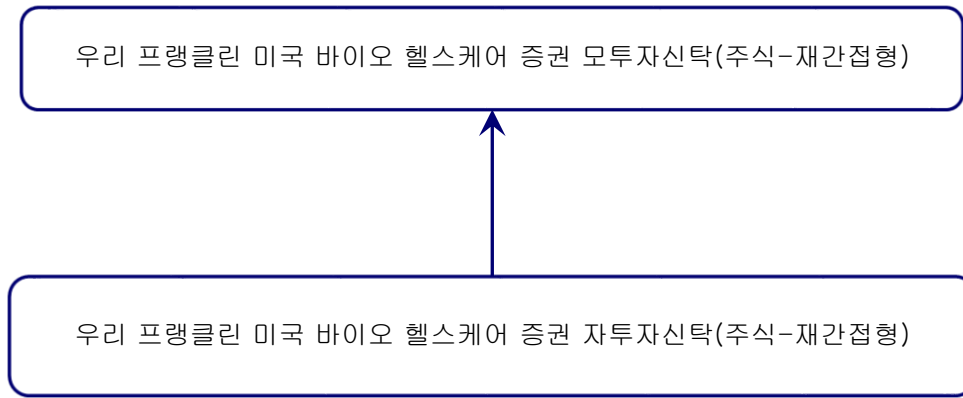 우리 프랭클린 미국 바이오 헬스케어 증권 모투자신탁(주식-재간접형)
우리 프랭클린 미국 바이오 헬스케어 증권 자투자신탁(주식-재간접형)